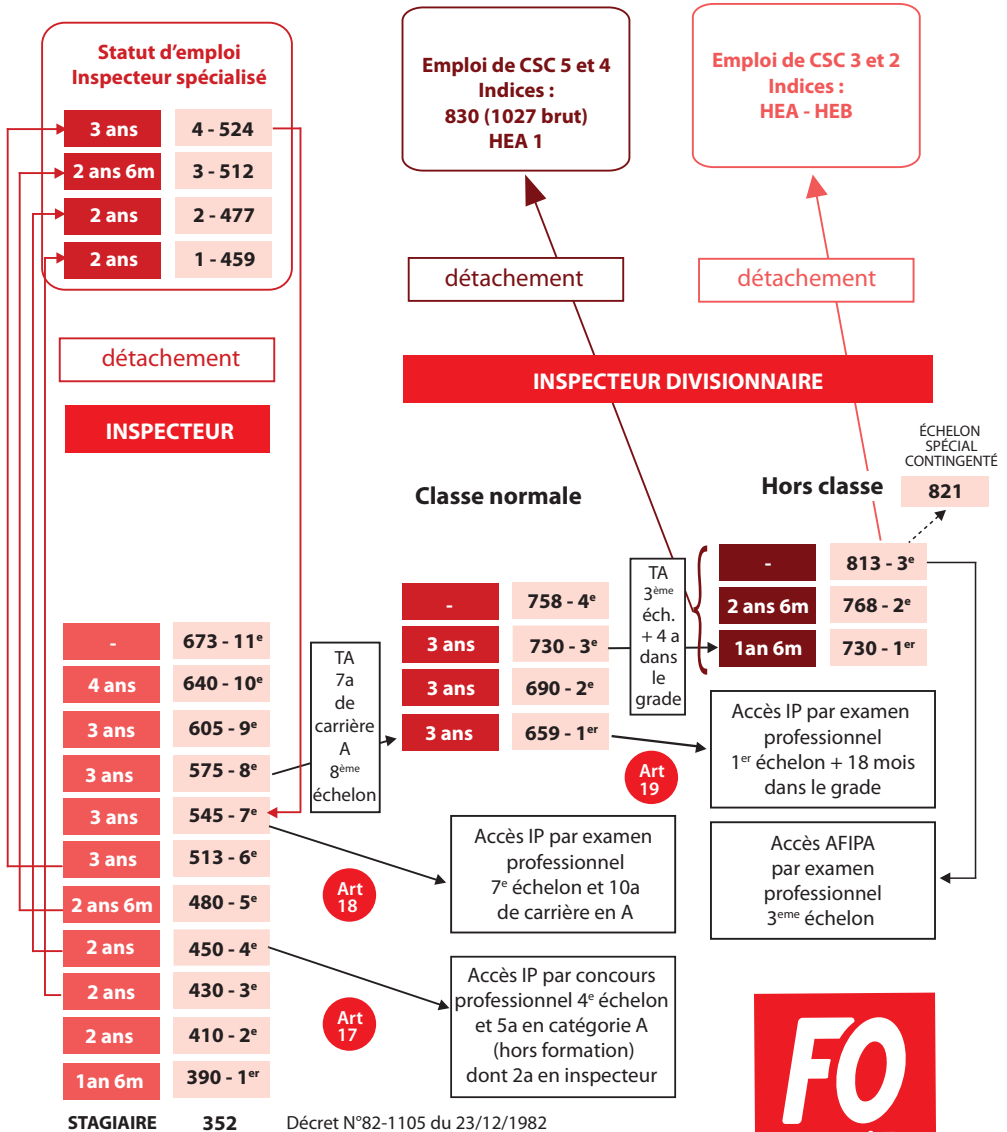 Statut d'emploi
Inspecteur spécialisé
3 ans 4 - 524
2 ans 6m 3 - 512
2 ans 2 - 477
2 ans 1 - 459
détachement
INSPECTEUR
- 673 - 11e
4 ans 640 - 10e
3 ans 605 - 9e
3 ans 575 - 8e
3 ans 545 - 7e
3 ans 513 - 6e
2 ans 6m 480 - 5e
2 ans 450 - 4e
2 ans 430 - 3e
2 ans 410 - 2e
1an 6m 390 - 1er
STAGIAIRE 352
Décret N°82-1105 du 23/12/1982
Emploi de CSC 5 et 4
Indices :
830 (1027 brut)
HEA 1
détachement
Emploi de CSC 3 et 2
Indices :
HEA - HEB
détachement
INSPECTEUR DIVISIONNAIRE
TA
7a
de
carrière
A
8ème
échelon
Classe normale
- 758 - 4e
3 ans 730 - 3e
3 ans 690 - 2e
3 ans 659 - 1er
TA
3ème
éch.
+ 4 a
dans
le
grade
Hors classe
ÉCHELON
SPÉCIAL
CONTINGENTÉ
821
- 813 - 3e
2 ans 6m 768 - 2e
1an 6m 730 - 1er
Art
19
Accès IP par examen
professionnel
1er échelon + 18 mois
dans le grade
Accès AFIPA
par examen
professionnel
3eme échelon
Art
18
Accès IP par examen
professionnel
7e échelon et 10a
de carrière en A
Art
17
Accès IP par concours
professionnel 4e échelon
et 5a en catégorie A
(hors formation)
dont 2a en inspecteur
FO